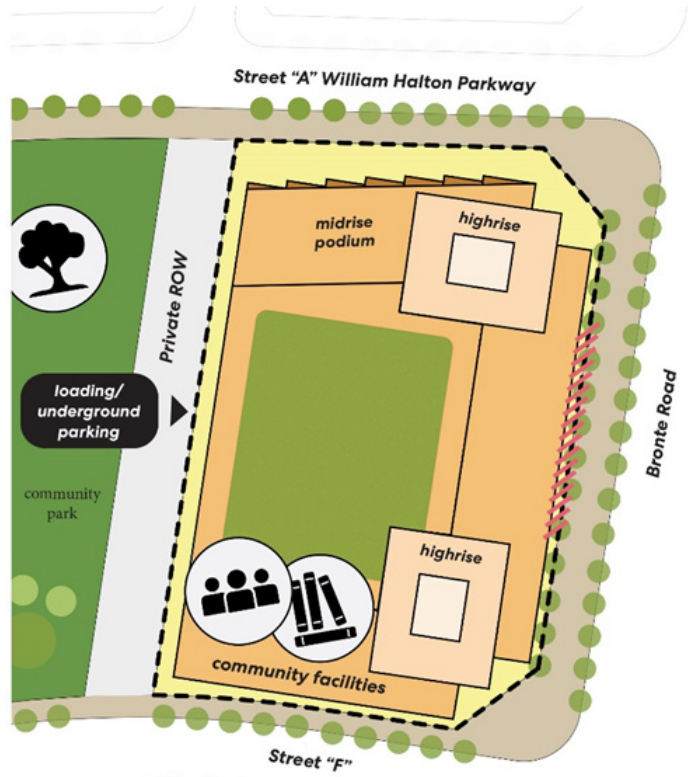 Street “A” William Halton Parkway
highrise
midrise
podium
Private ROW
loading/
underground
parking
Bronte Road
community
park
highrise
community facilities
Street “F”